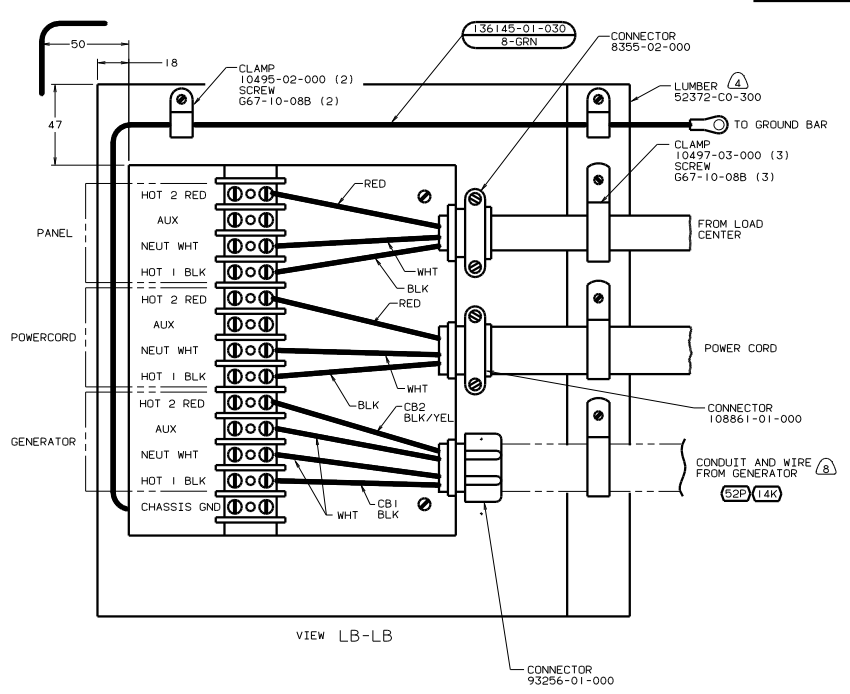 136145-01-030
8-GRN
CONNECTOR
8355-02-000
50
18
CLAMP
10495-02-000 (2)
SCREW
G67-10-08B (2)
LUMBER 4
52372-C0-300
47
TO GROUND BAR
CLAMP
10497-03-000 (3)
SCREW
G67-10-08B (3)
PANEL
HOT 2 RED
AUX
NEUT WHT
HOT 1 BLK
RED
WHT
BLK
FROM LOAD
CENTER
POWERCORD
HOT 2 RED
AUX
NEUT WHT
HOT 1 BLK
RED
WHT
BLK
POWER CORD
CONNECTOR
108861-01-000
GENERATOR
HOT 2 RED
AUX
NEUT WHT
HOT 1 BLK
CHASSIS GND
CB2
BLK/YEL
CB1
BLK
WHT
CONDUIT AND WIRE 8
FROM GENERATOR
52P 14K
VIEW LB-LB
CONNECTOR
93256-01-000